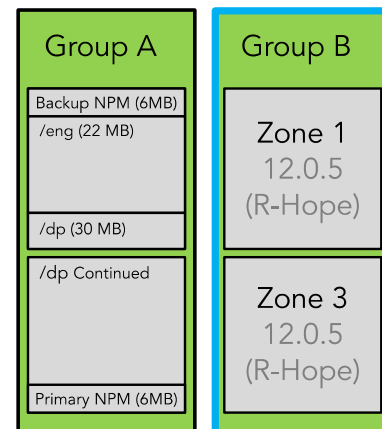 Group A
Backup NPM (6MB)
/eng (22 MB)
/dp (30 MB)
/dp Continued
Primary NPM (6MB)
Group B
Zone 1
12.0.5
(R-Hope)
Zone 3
12.0.5
(R-Hope)